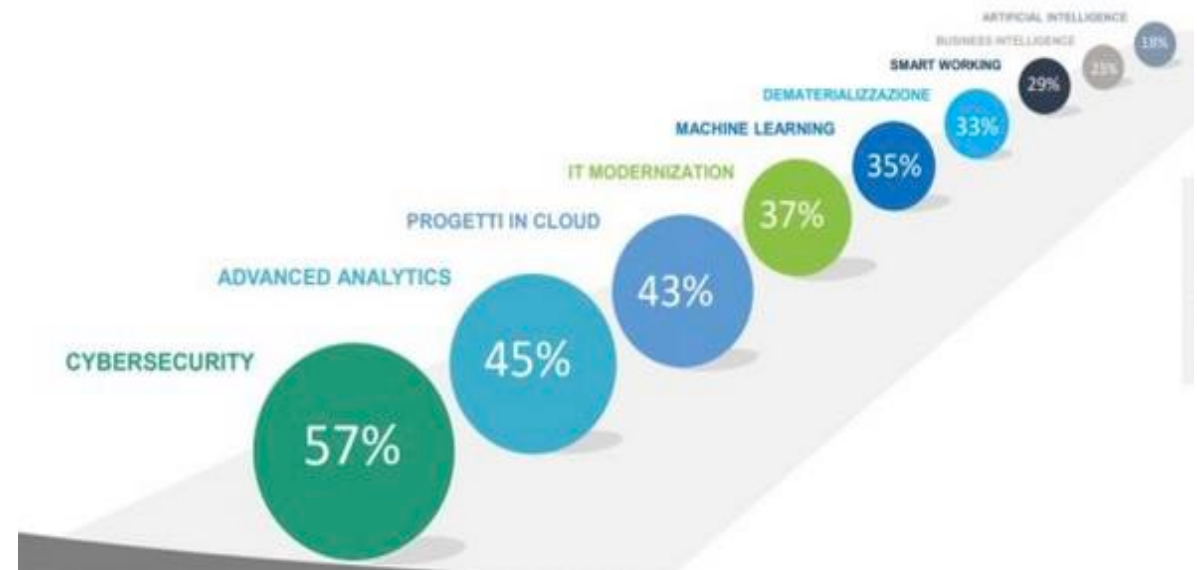 ARTIFICIAL INTELLIGENCE
18%
BUSINESS INTELLIGENCE
SMART WORKING
29%
DEMATERIALIZZAZIONE
33%
MACHINE LEARNING
35%
IT MODERNIZATION
37%
PROGETTI IN CLOUD
43%
ADVANCED ANALYTICS
45%
CYBERSECURITY
57%